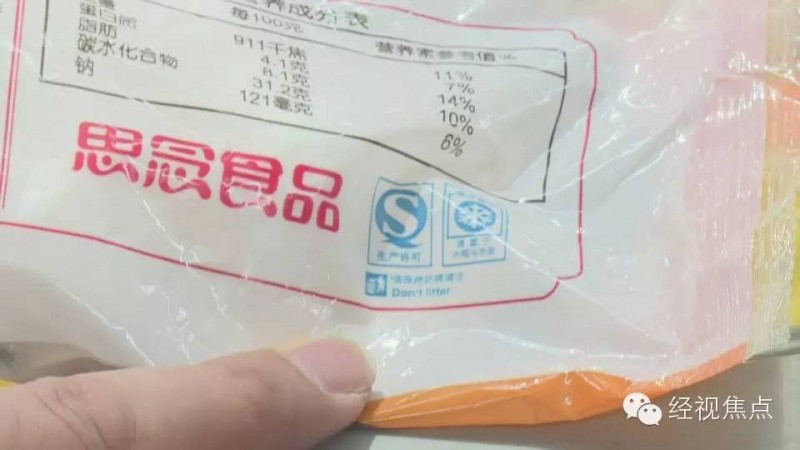 养成分表
每100克 营养素参考值%
911千焦 11%
蛋白质 4.1克 7%
脂肪 8.1克 14%
碳水化合物 31.2克 10%
钠 121毫克 6%
思念食品
生产许可
Don't litter
经视焦点